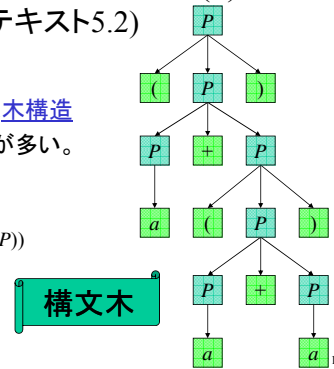 テキスト5.2)
P
( P )
木構造
が多い。
P + P
a ( P )
P))
構文木
P + P
a a